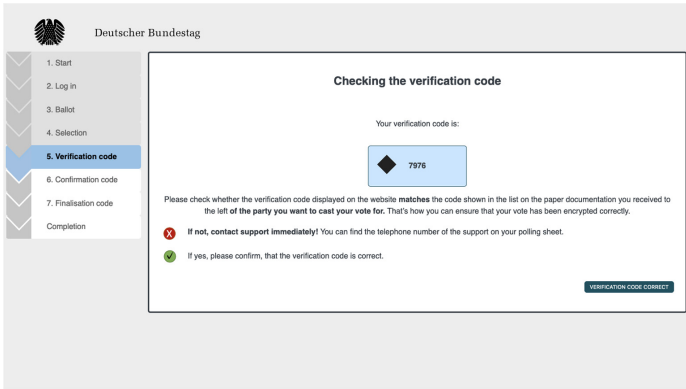 Deutscher Bundestag
1. Start
2. Log in
3. Ballot
4. Selection
5. Verification code
6. Confirmation code
7. Finalisation code
Completion
Checking the verification code
Your verification code is:
7976
Please check whether the verification code displayed on the website matches the code shown in the list on the paper documentation you received to
the left of the party you want to cast your vote for. That's how you can ensure that your vote has been encrypted correctly.
If not, contact support immediately! You can find the telephone number of the support on your polling sheet.
If yes, please confirm, that the verification code is correct.
VERIFICATION CODE CORRECT